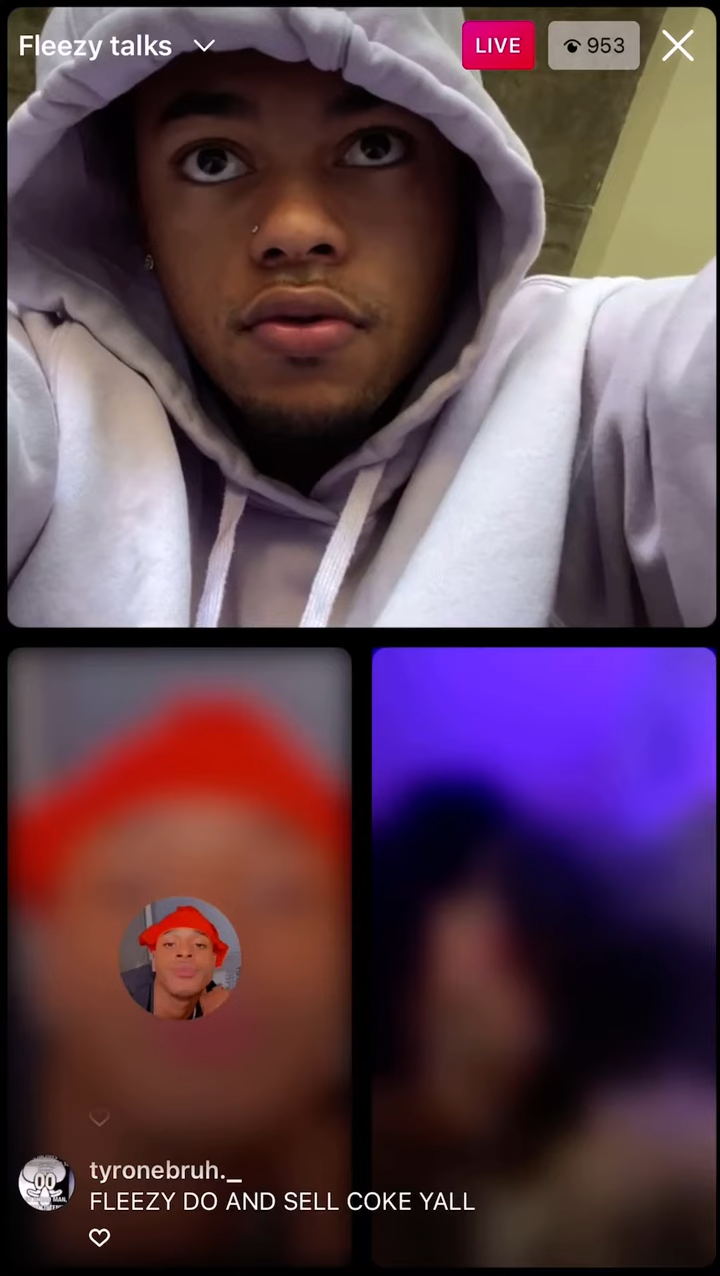 Fleezy talks
LIVE
953
tyronebruh._
FLEEZY DO AND SELL COKE YALL